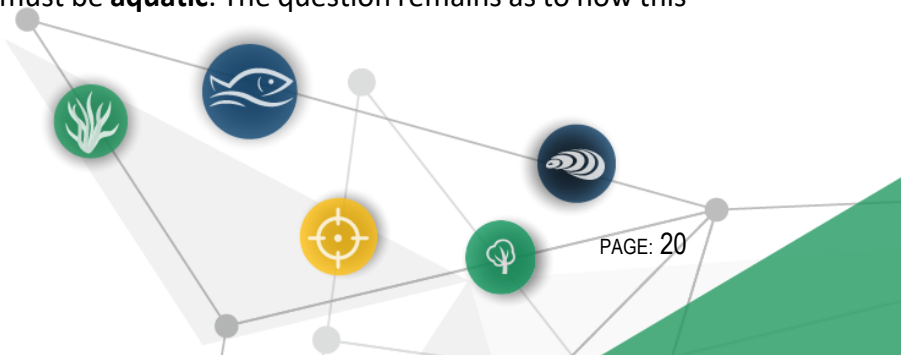 must be aquatic. The question remains as to how this
PAGE: 20